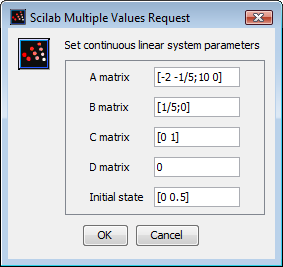 Scilab Multiple Values Request
Set continuous linear system parameters
A matrix [-2 -1/5;10 0]
B matrix [1/5;0]
C matrix [0 1]
D matrix 0
Initial state [0 0.5]
OK Cancel